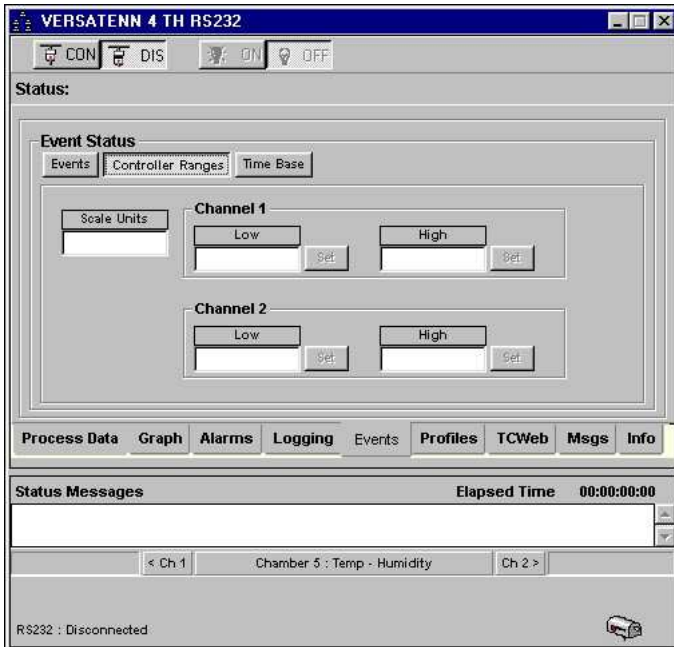 VERSATENN 4 TH RS232
CON DIS ON OFF
Status:
Event Status
Events Controller Ranges Time Base
Scale Units
Channel 1
Low High
Set Set
Channel 2
Low High
Set Set
Process Data Graph Alarms Logging Events Profiles TCWeb Msgs Info
Status Messages Elapsed Time 00:00:00:00
< Ch 1 Chamber 5 : Temp - Humidity Ch 2 >
RS232 : Disconnected